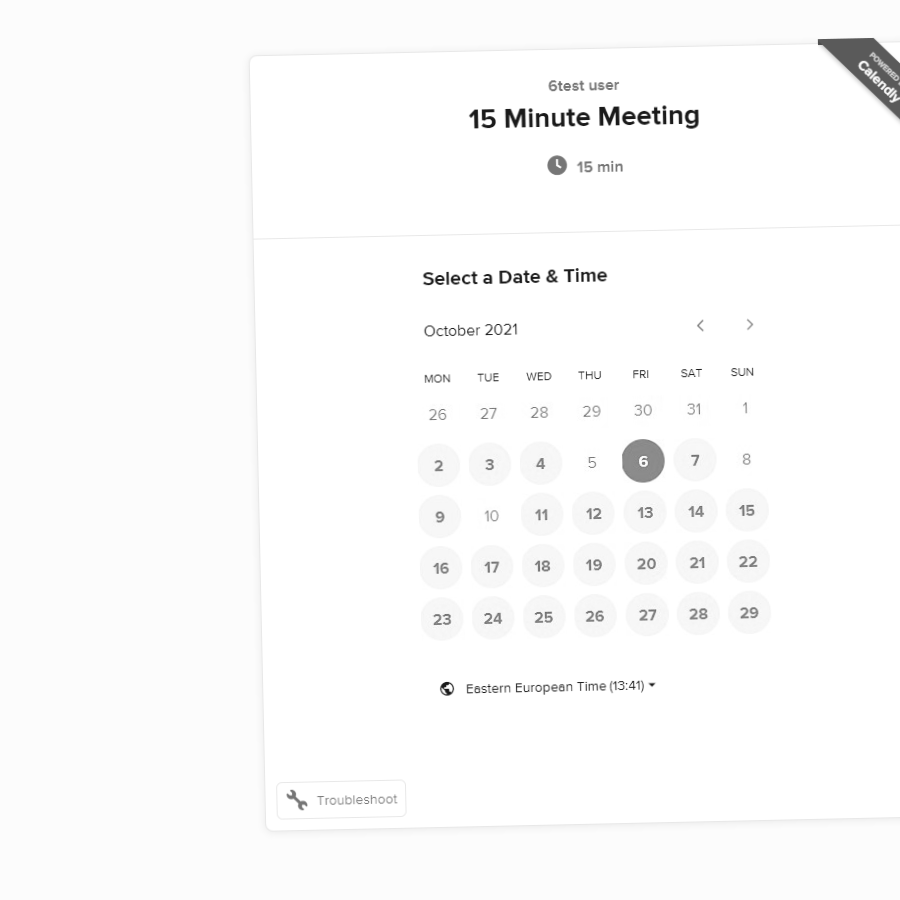 6test user
15 Minute Meeting
15 min
POWERED
Calendly
Select a Date & Time
October 2021
MON TUE WED THU FRI SAT SUN
26 27 28 29 30 31 1
2 3 4 5 6 7 8
9 10 11 12 13 14 15
16 17 18 19 20 21 22
23 24 25 26 27 28 29
Eastern European Time (13:41)
Troubleshoot